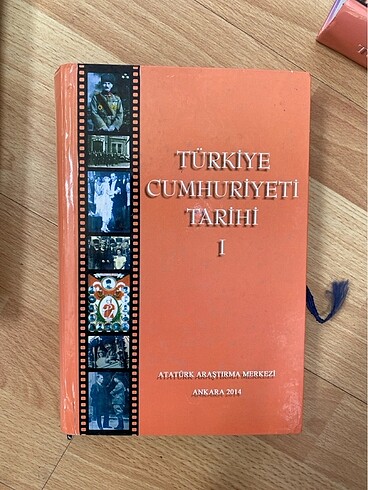 TÜRKİYE
CUMHURİYETİ
TARİHİ
I
ATATÜRK ARAŞTIRMA MERKEZİ
ANKARA 2014